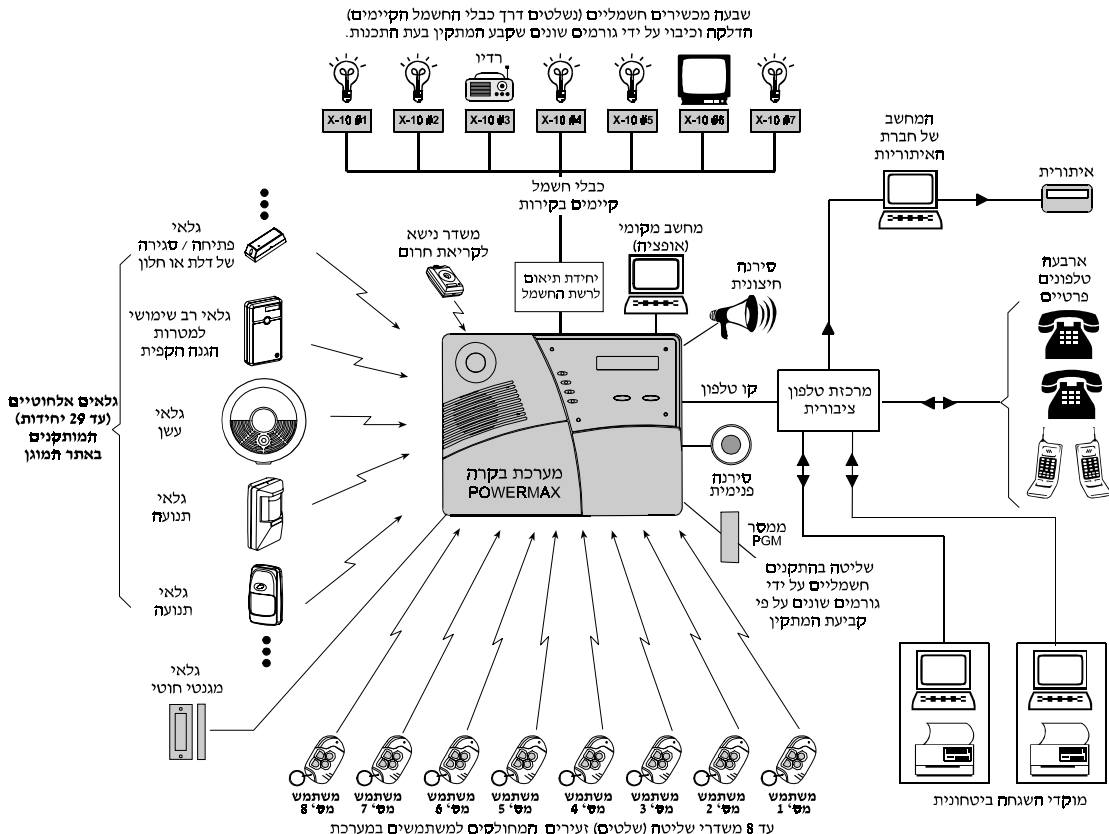 שבעה מכשירים חשמליים (נשלטים דרך כבלי החשמל הקיימים)
הדלקה וכיבוי על ידי גורמים שונים שקבע המתקין בעת התכנות.
רדיו
X-10 #1
X-10 #2
X-10 #3
X-10 #4
X-10 #5
X-10 #6
X-10 #7
כבלי חשמל
קיימים בקירות
המחשב
של חברת
האיתוריות
איתורית
גלאי
פתיחה / סגירה
של דלת או חלון
משדר נישא
לקריאת חרום
יחידת תיאום
לרשת החשמל
מחשב מקומי
(אופציה)
סירנה
חיצונית
ארבעה
טלפונים
פרטיים
גלאי רב שימושי
למטרות
הגנה הקפית
קו טלפון
מרכזת טלפון
ציבורית
גלאים אלחוטיים
(עד 29 יחידות)
המותקנים
באתר המוגן
גלאי
עשן
מערכת בקרה
POWERMAX
סירנה
פנימית
גלאי
תנועה
ממסר
PGM
שליטה בהתקנים
חשמליים על ידי
גורמים שונים על פי
קביעת המתקין
גלאי
תנועה
גלאי
מגנטי חוטי
משתמש
מס' 1
משתמש
מס' 2
משתמש
מס' 3
משתמש
מס' 4
משתמש
מס' 5
משתמש
מס' 6
משתמש
מס' 7
משתמש
מס' 8
מוקדי השגחה ביטחונית
עד 8 משדרי שליטה (שלטים) זעירים המחולקים למשתמשים במערכת